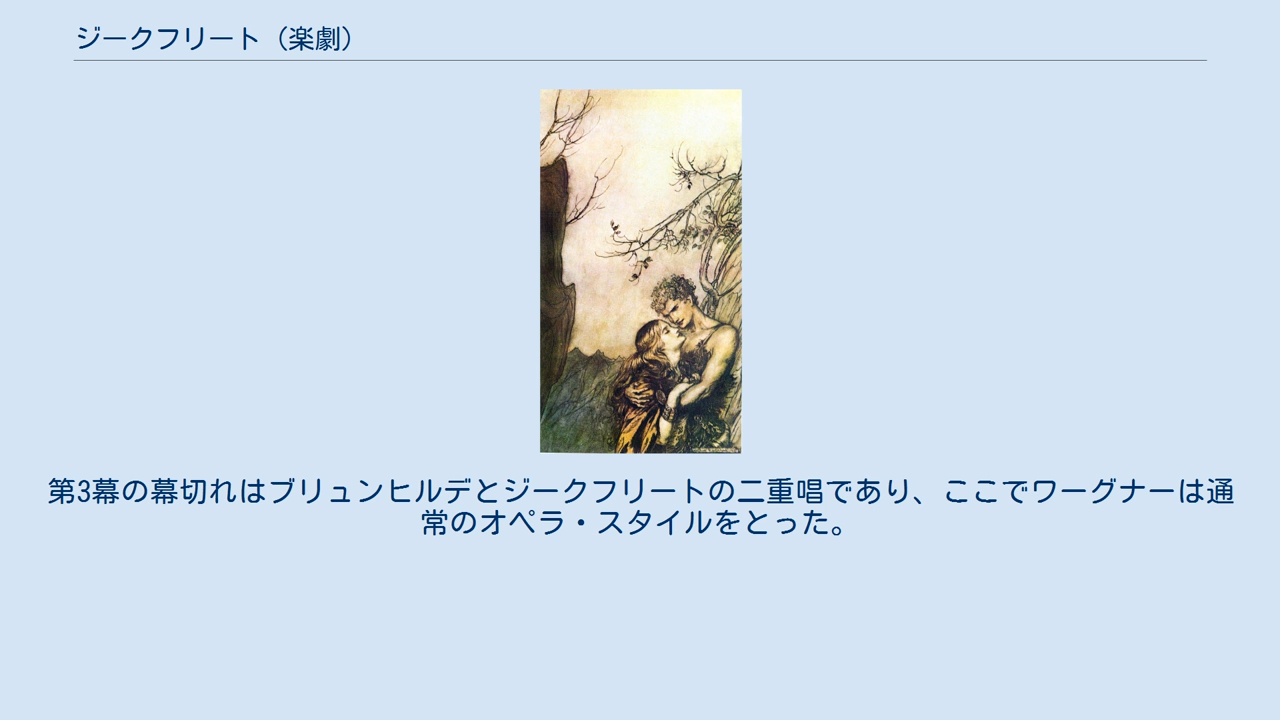 ジークフリート（楽劇）
第3幕の幕切れはブリュンヒルデとジークフリートの二重唱であり、ここでワーグナーは通
常のオペラ・スタイルをとった。